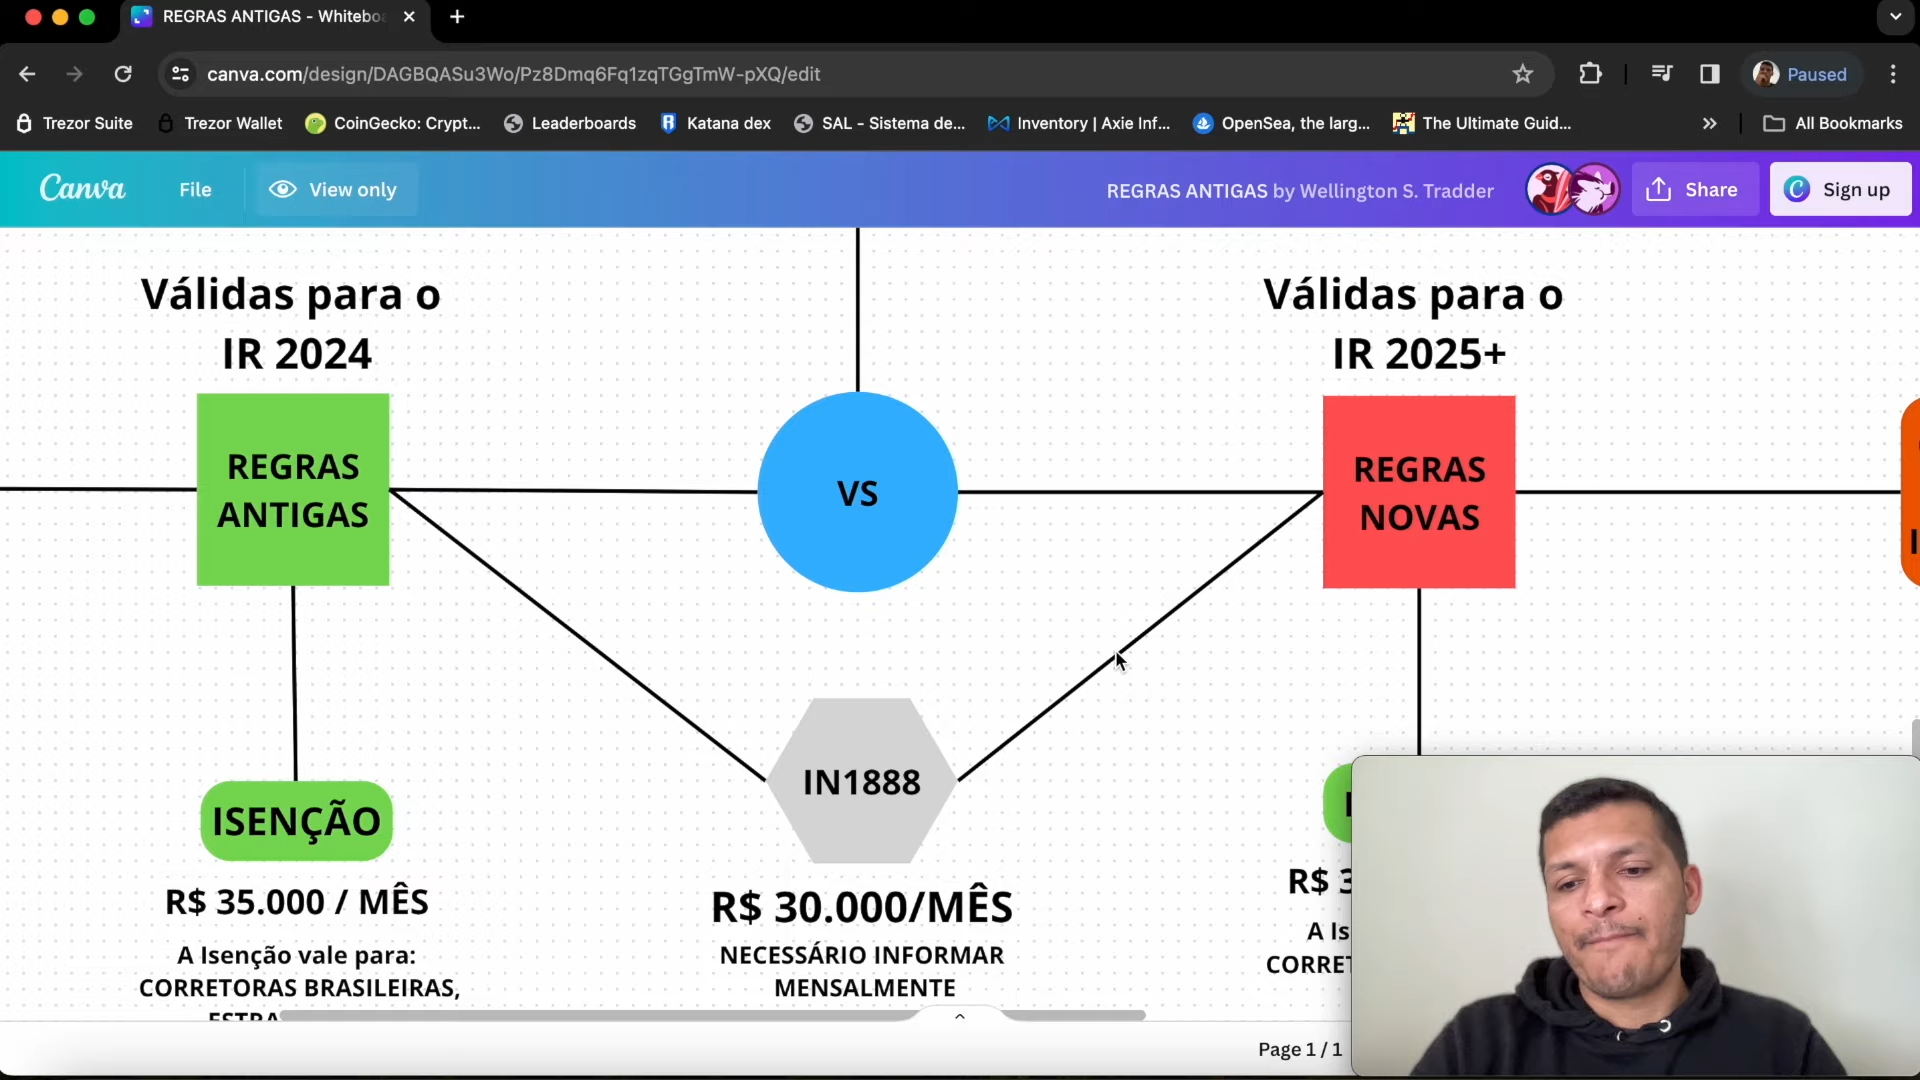 REGRAS ANTIGAS - Whitebo
canva.com/design/DAGBQASu3Wo/Pz8Dmq6Fq1zqTGgTmW-pXQ/edit
Paused
Trezor Suite
Trezor Wallet
CoinGecko: Crypt...
Leaderboards
Katana dex
SAL - Sistema de...
Inventory | Axie Inf...
OpenSea, the larg...
The Ultimate Guid...
All Bookmarks
Canva
File
View only
REGRAS ANTIGAS by Wellington S. Tradder
Share
Sign up
Válidas para o
IR 2024
Válidas para o
IR 2025+
REGRAS
ANTIGAS
VS
REGRAS
NOVAS
IN1888
ISENÇÃO
R$ 35.000 / MÊS
A Isenção vale para:
CORRETORAS BRASILEIRAS,
R$ 30.000/MÊS
NECESSÁRIO INFORMAR
MENSALMENTE
R$ 3
A Is
CORRET
Page 1 / 1